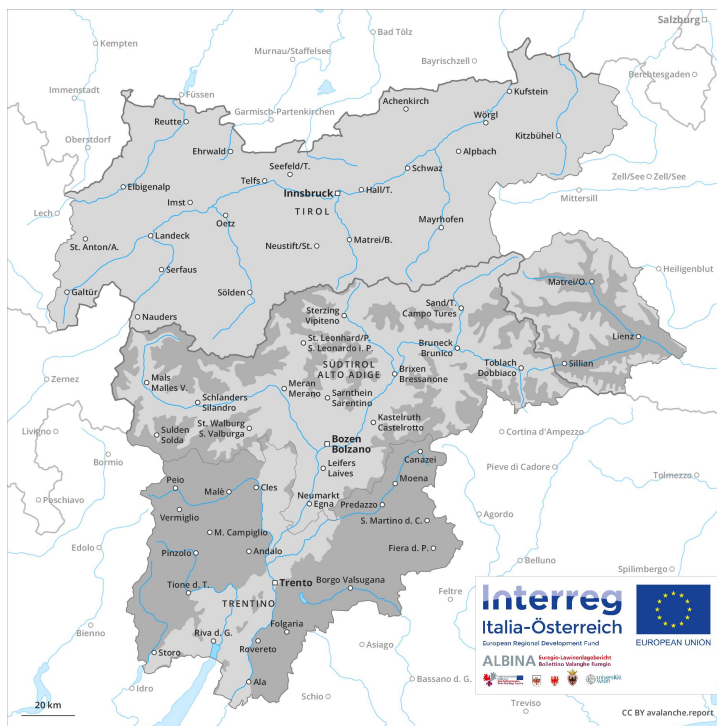 Salzburg
Kempten
Bad Tölz
Murnau/Staffelsee
Bayrischzell
Berchtesgaden
Immenstadt
Füssen
Garmisch-Partenkirchen
Achenkirch
Kufstein
Reutte
Wörgl
Oberstdorf
Ehrwald
Kitzbühel
Alpbach
Seefeld/T.
Schwaz
Telfs
Elbigenalp
Innsbruck
Hall/T.
Zell/See
Zell/See
Imst
TIROL
Mittersill
Lech
Oetz
Mayrhofen
Landeck
St. Anton/A.
Neustift/St.
Matrei/B.
Serfaus
Heiligenblut
Galtür
Sölden
Matrei/O.
Nauders
Sterzing
Vipiteno
Sand/T.
Campo Tures
St. Leonhard/P.
S. Leonardo i. P.
Lienz
Bruneck
Brunico
SÜDTIROL
ALTO ADIGE
Toblach
Dobbiaco
Sillian
Zernez
Mals
Malles V.
Meran
Merano
Brixen
Bressanone
Schlanders
Silandro
Sarnthein
Sarentino
St. Walburg
S. Valburga
Kastelruth
Castelrotto
Livigno
Sulden
Solda
Cortina d'Ampezzo
Bozen
Bolzano
Bormio
Canazei
Leifers
Laives
Pieve di Cadore
Tolmezzo
Poschiavo
Peio
Malè
Cles
Moena
Neumarkt
Egna
Predazzo
Vermiglio
Agordo
S. Martino d. C.
M. Campiglio
Edolo
Pinzolo
Andalo
Fiera d. P.
Belluno
Spilimbergo
Tione d. T.
Trento
Borgo Valsugana
Feltre
TRENTINO
Folgaria
Bienno
Riva d. G.
Rovereto
Storo
Asiago
Ala
Bassano d. G.
Idro
Schio
Treviso
20 km
Interreg
Italia-Österreich
European Regional Development Fund
EUROPEAN UNION
ALBINA Euregio-Lawinenlagebericht
Bollettino Valanghe Euregio
universität
wien
CC BY avalanche.report